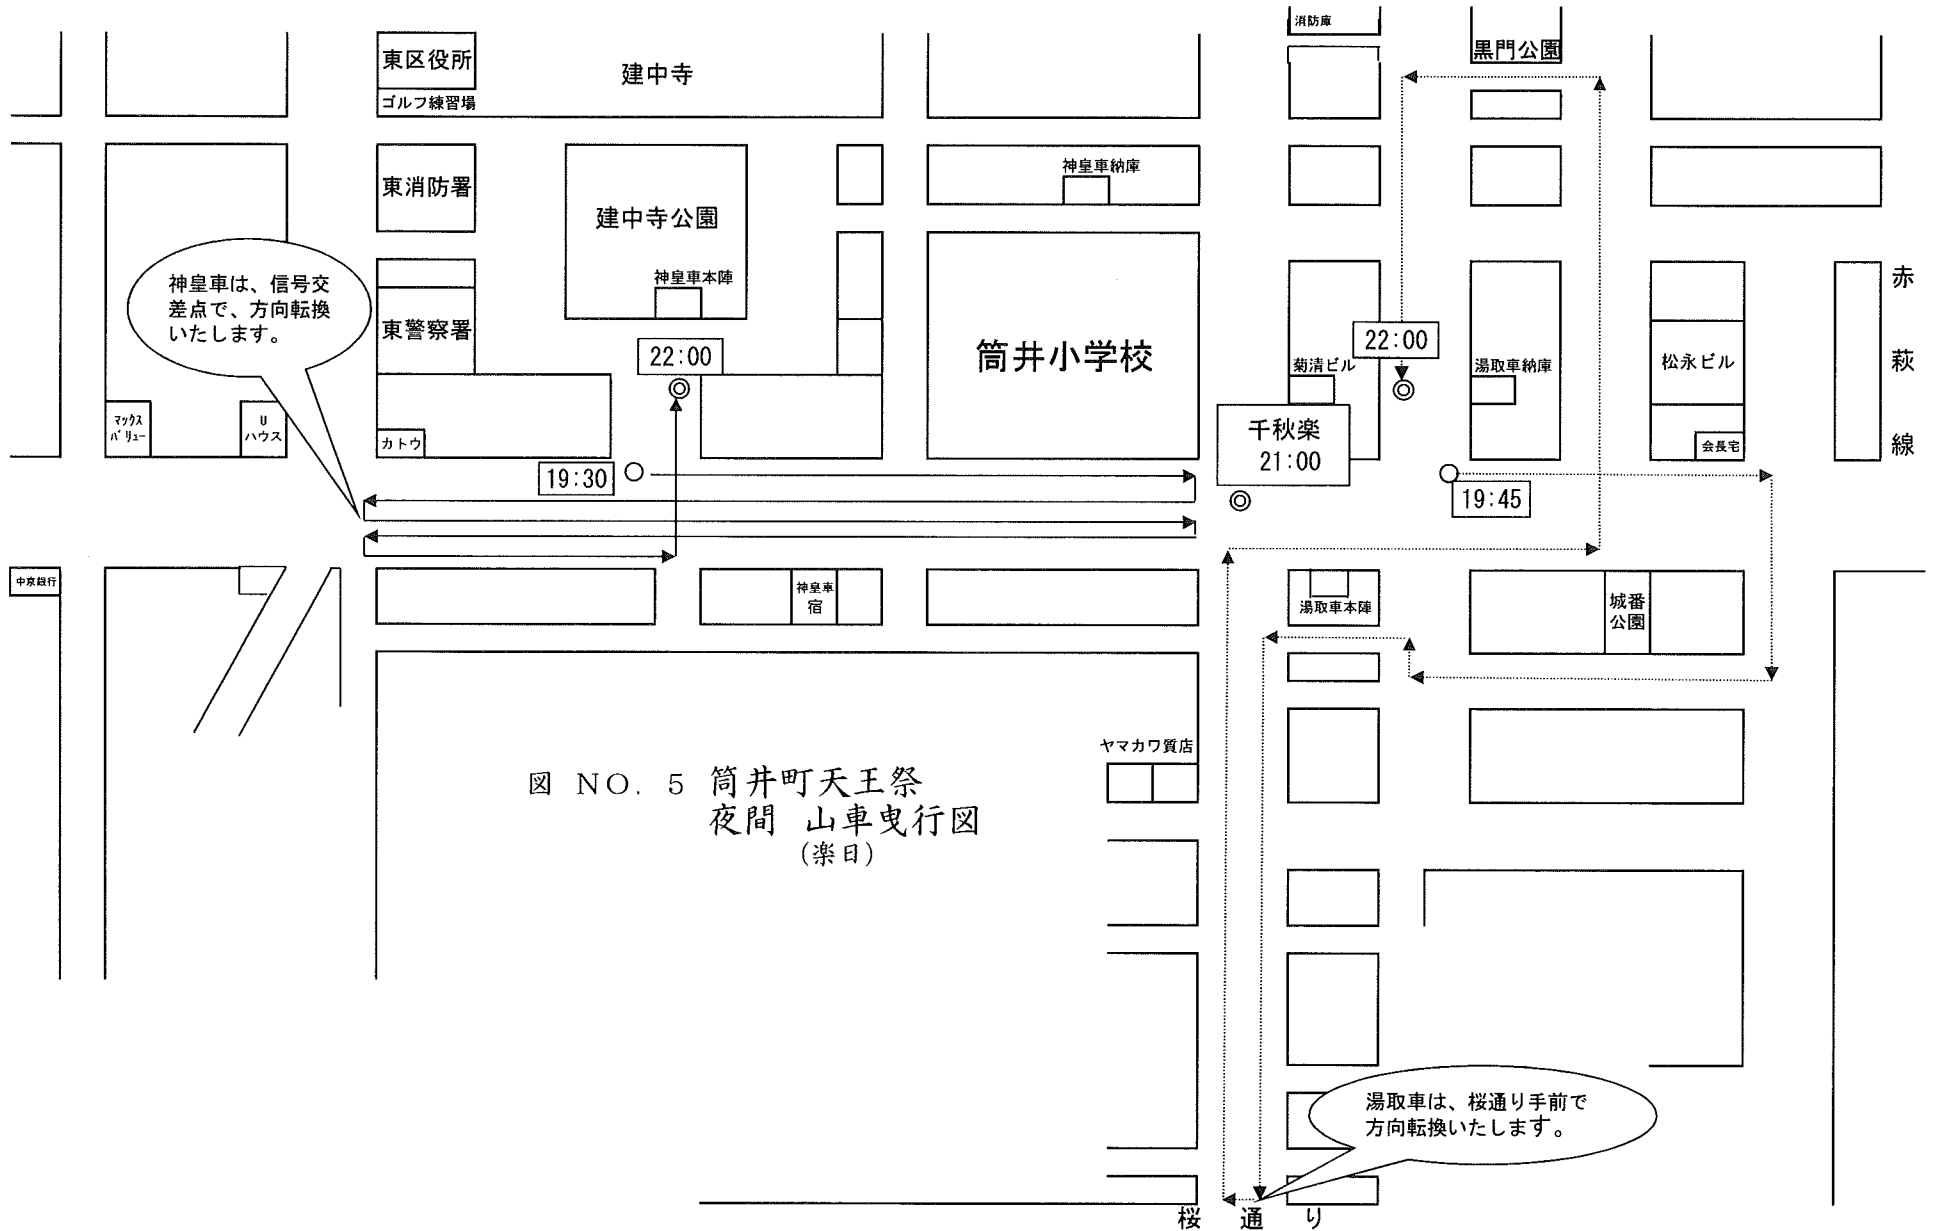 消防庫
東区役所
建中寺
黒門公園
ゴルフ練習場
東消防署
神皇車納庫
建中寺公園
神皇車は、信号交
差点で、方向転換
いたします。
神皇車本陣
赤
萩
線
東警察署
22:00
筒井小学校
22:00
菊清ビル
湯取車納庫
松永ビル
マックス
バリュー
U
ハウス
カトウ
千秋楽
21:00
会長宅
19:30
19:45
中京銀行
神皇車
宿
湯取車本陣
城番
公園
ヤマカワ質店
図 NO. 5 筒井町天王祭
夜間 山車曳行図
(楽日)
湯取車は、桜通り手前で
方向転換いたします。
桜 通 り